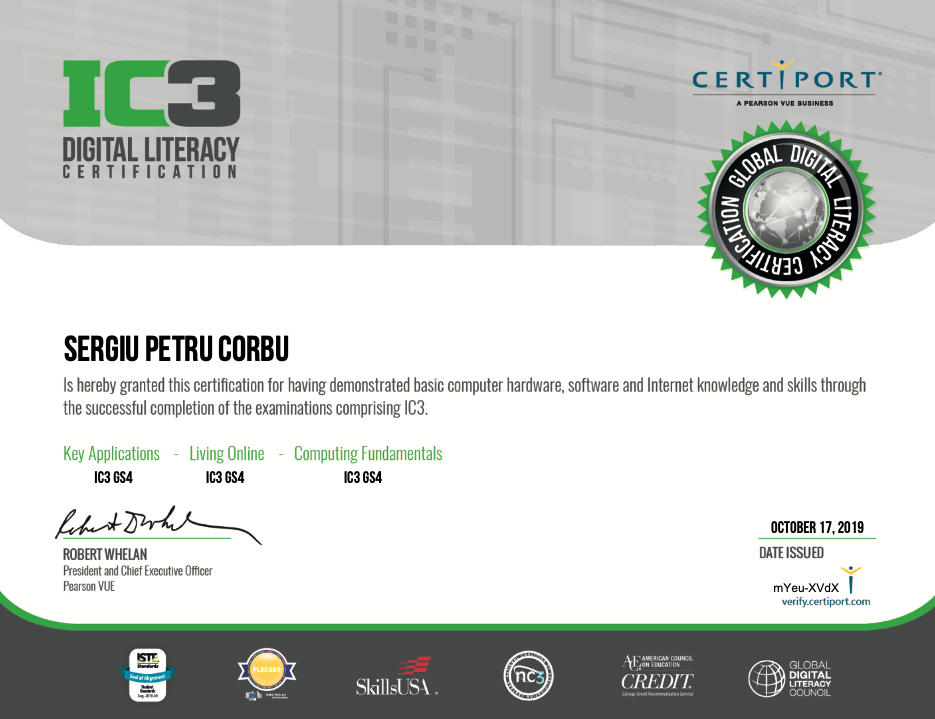 IC3
DIGITAL LITERACY
CERTIFICATION
CERTIPORT
A PEARSON VUE BUSINESS
GLOBAL DIGITAL LITERACY CERTIFICATION
SERGIU PETRU CORBU
Is hereby granted this certification for having demonstrated basic computer hardware, software and Internet knowledge and skills through
the successful completion of the examinations comprising IC3.
Key Applications - Living Online - Computing Fundamentals
IC3 GS4 IC3 GS4 IC3 GS4
ROBERT WHELAN
President and Chief Executive Officer
Pearson VUE
OCTOBER 17, 2019
DATE ISSUED
mYeu-XVdX
verify.certiport.com
ISTE
Standards
Seal of Alignment
PLEDGER
SkillsUSA
nc3
AMERICAN COUNCIL
ON EDUCATION
CREDIT
College Credit Recommendation Service
GLOBAL
DIGITAL
LITERACY
COUNCIL